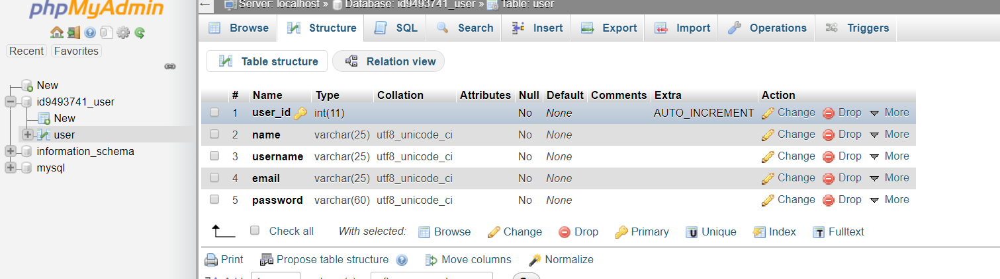 phpMyAdmin
Recent Favorites
New
id9493741_user
New
user
information_schema
mysql
Server: localhost » Database: id9493741_user » Table: user
Browse Structure SQL Search Insert Export Import Operations Triggers
Table structure Relation view
# Name Type Collation Attributes Null Default Comments Extra Action
1 user_id int(11) No None AUTO_INCREMENT Change Drop More
2 name varchar(25) utf8_unicode_ci No None Change Drop More
3 username varchar(25) utf8_unicode_ci No None Change Drop More
4 email varchar(25) utf8_unicode_ci No None Change Drop More
5 password varchar(60) utf8_unicode_ci No None Change Drop More
Check all With selected: Browse Change Drop Primary Unique Index Fulltext
Print Propose table structure Move columns Normalize